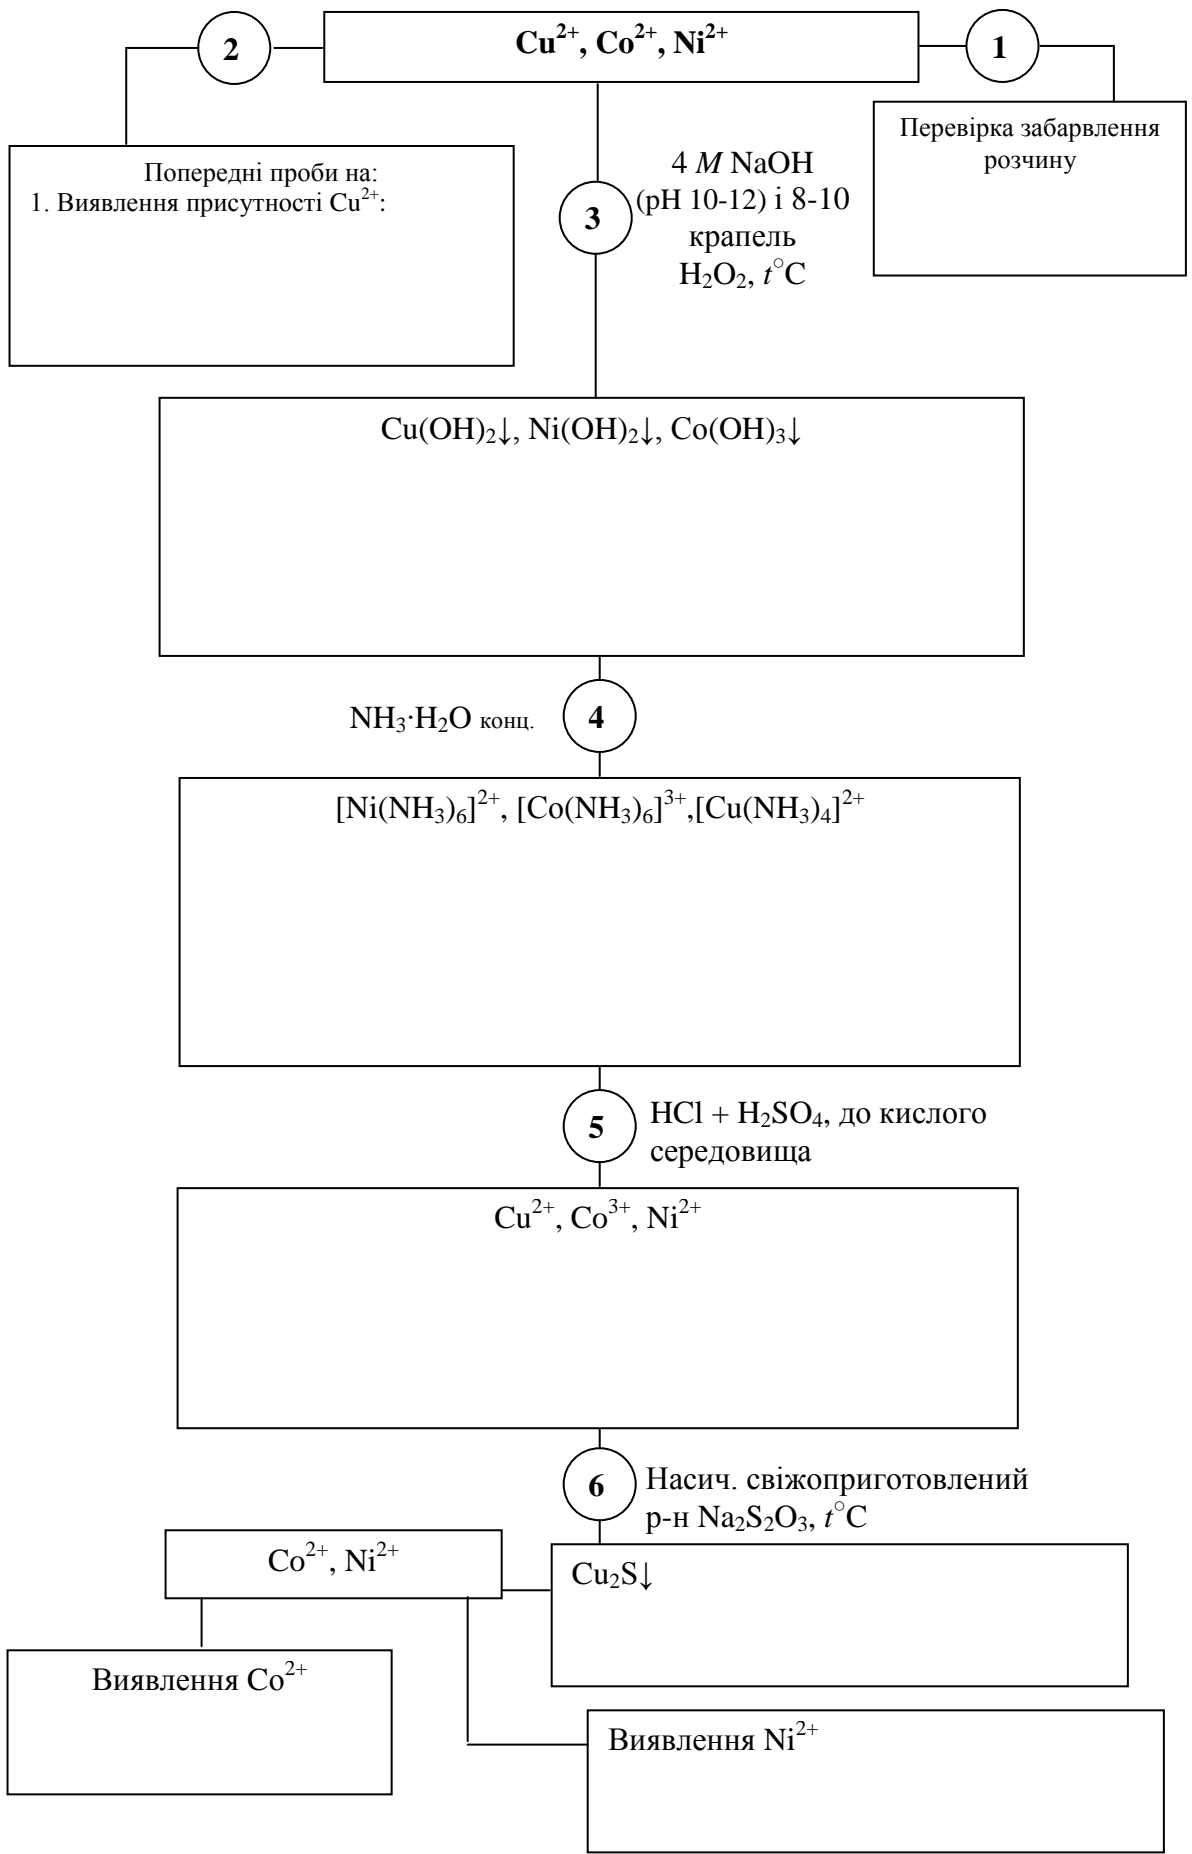 2
Cu²⁺, Co²⁺, Ni²⁺
1
Перевірка забарвлення
розчину
Попередні проби на:
1. Виявлення присутності Cu²⁺:
3
4 M NaOH
(рН 10-12) і 8-10
крапель
H₂O₂, t°C
Cu(OH)₂↓, Ni(OH)₂↓, Co(OH)₃↓
NH₃·H₂O конц.
4
[Ni(NH₃)₆]²⁺, [Co(NH₃)₆]³⁺,[Cu(NH₃)₄]²⁺
5
HCl + H₂SO₄, до кислого
середовища
Cu²⁺, Co³⁺, Ni²⁺
6
Насич. свіжоприготовлений
р-н Na₂S₂O₃, t°C
Co²⁺, Ni²⁺
Cu₂S↓
Виявлення Co²⁺
Виявлення Ni²⁺